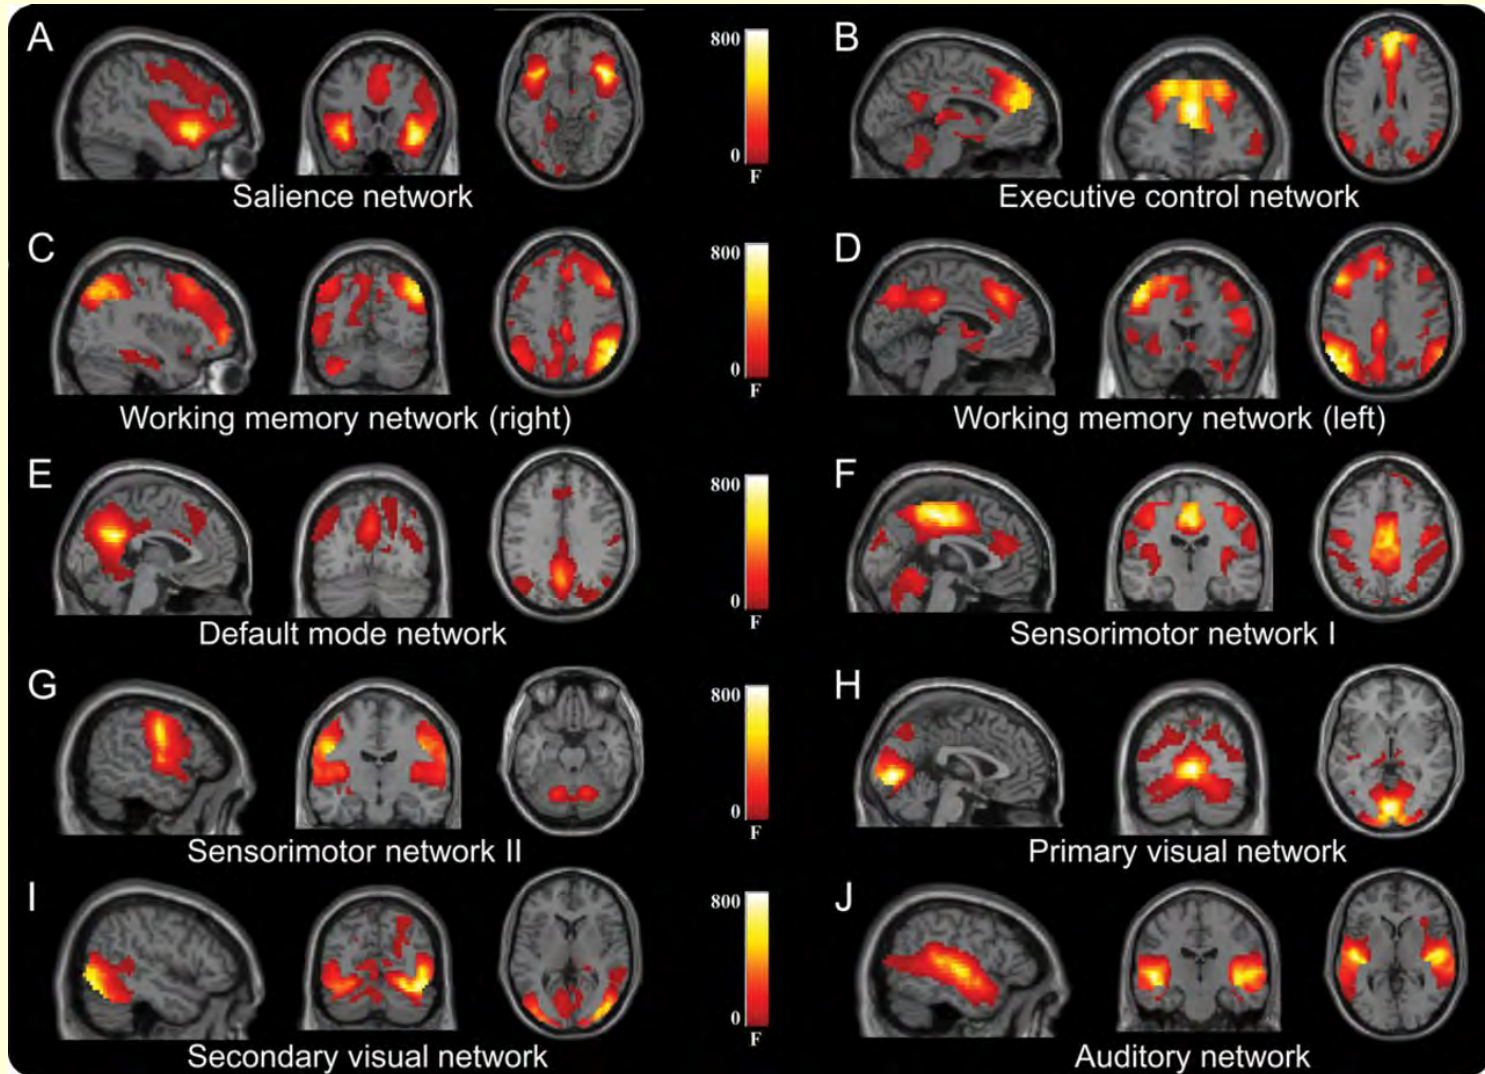 A
800
0
F
Salience network
B
Executive control network
C
800
0
F
Working memory network (right)
D
Working memory network (left)
E
800
0
F
Default mode network
F
Sensorimotor network I
G
800
0
F
Sensorimotor network II
H
Primary visual network
I
800
0
F
Secondary visual network
J
Auditory network